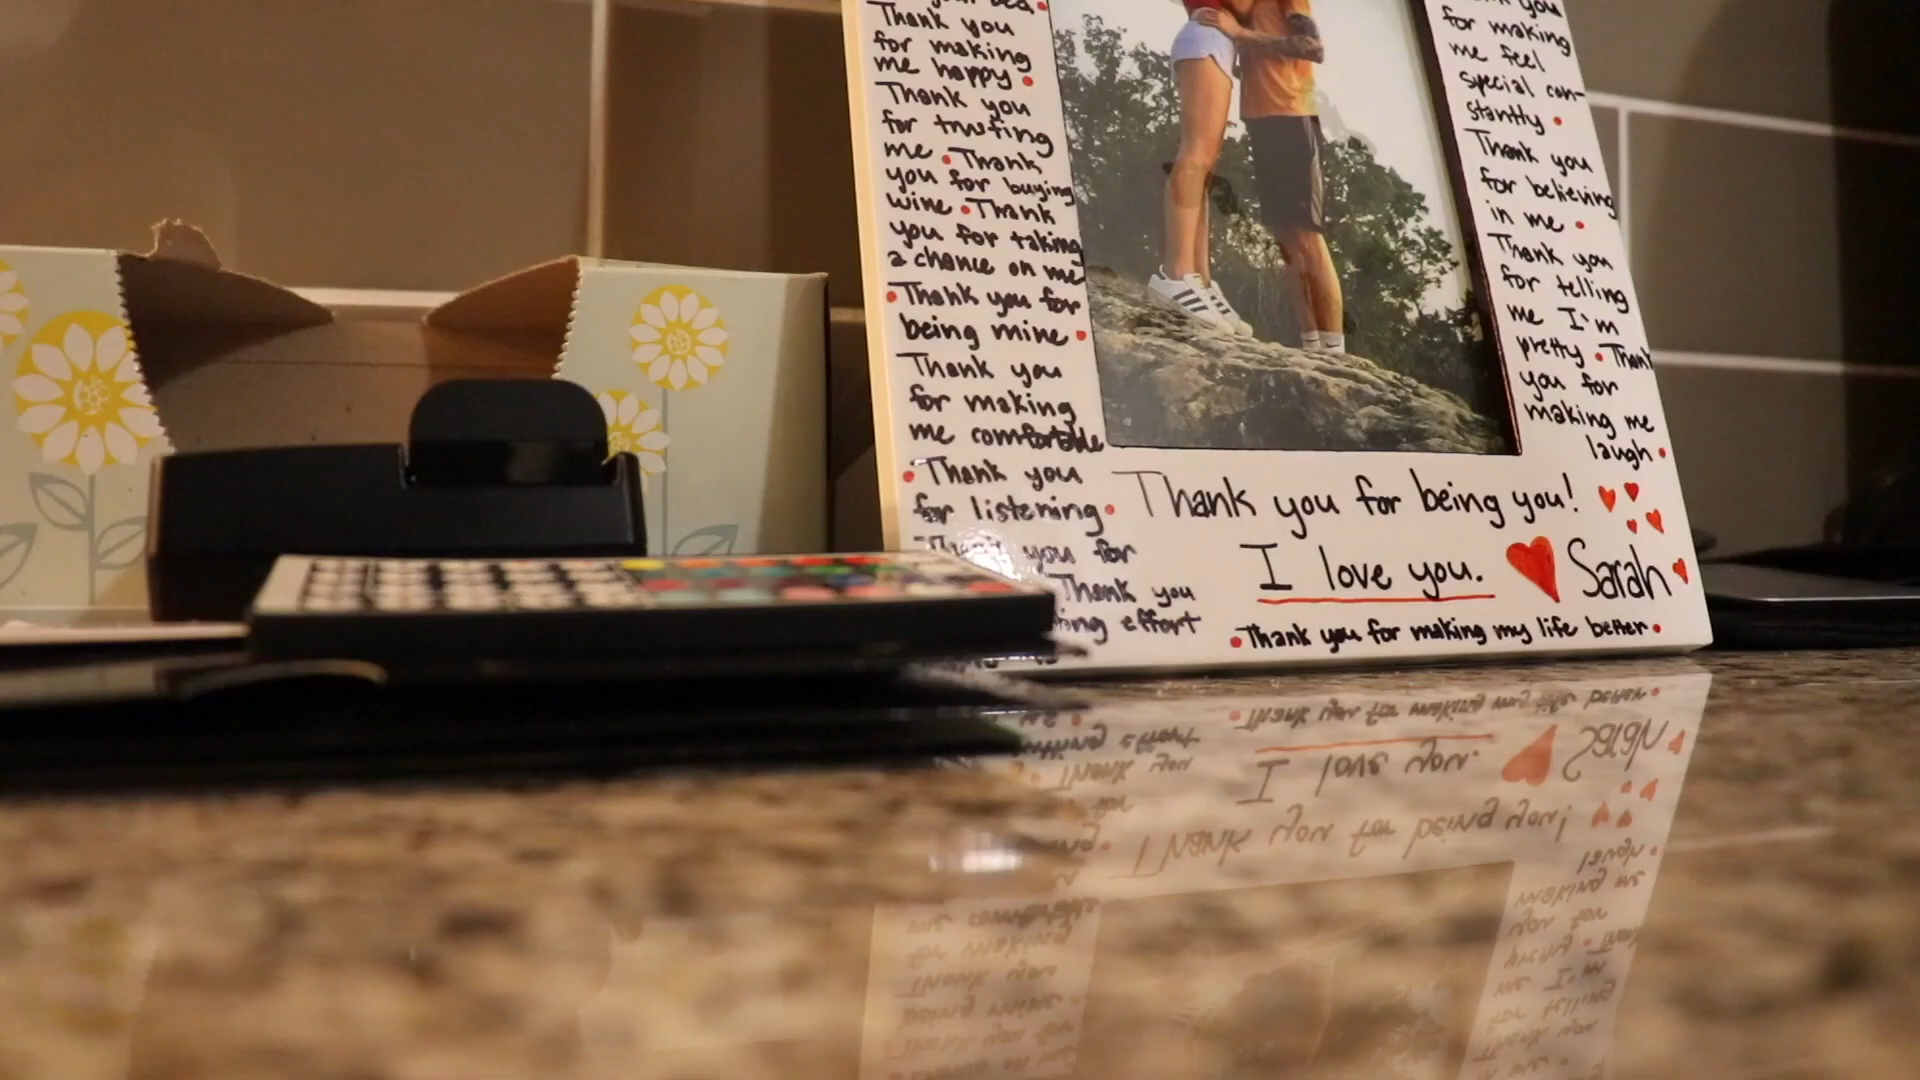 your bed.
Thank you
for making
me happy
Thank you
for trusting
me Thank
you for buying
wine Thank
you for taking
a chance on me
Thank you for
being mine
Thank you
for making
me comfortable
Thank you
for listening
Thank you for
Thank you
effort
Thank you for being you!
I love you. Sarah
Thank you for making my life better
you
for making
me feel
special con-
stantly
Thank you
for believing
in me
Thank you
for telling
me I'm
pretty Thank
you for
making me
laugh